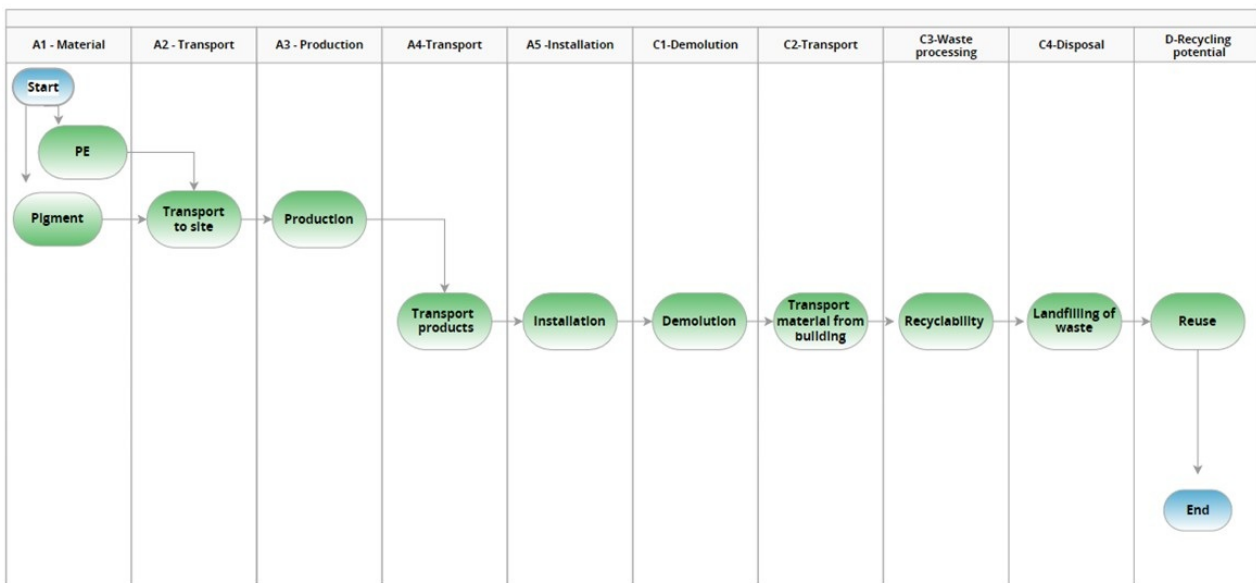 A1 - Material
A2 - Transport
A3 - Production
A4-Transport
A5 -Installation
C1-Demolution
C2-Transport
C3-Waste
processing
C4-Disposal
D-Recycling
potential
Start
PE
Pigment
Transport
to site
Production
Transport
products
Installation
Demolution
Transport
material from
building
Recyclability
Landfilling of
waste
Reuse
End